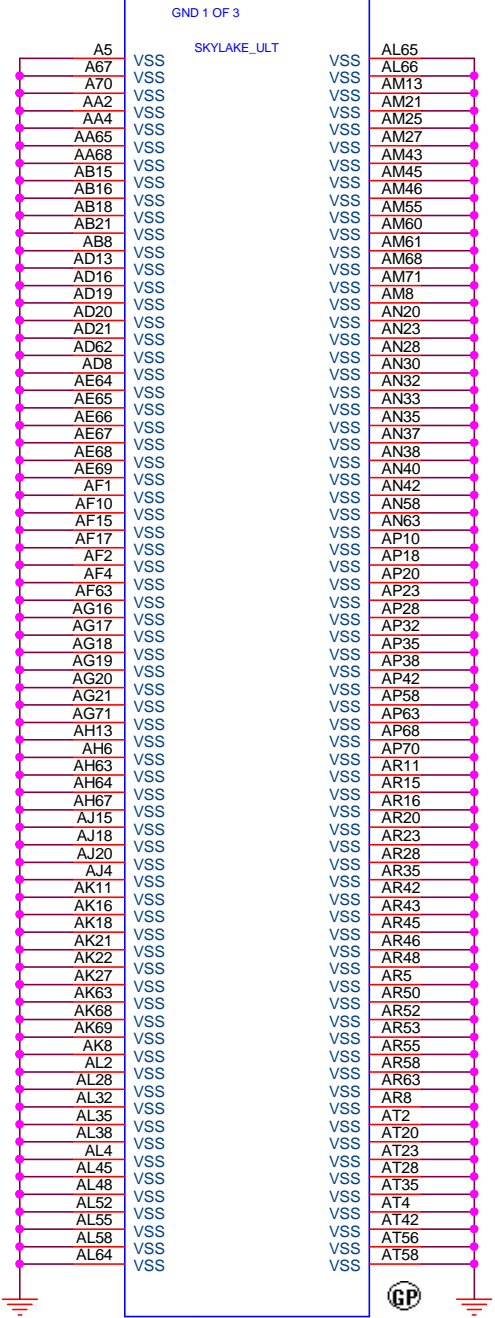 GND 1 OF 3
SKYLAKE_ULT
A5 VSS VSS AL65
A67 VSS VSS AL66
A70 VSS VSS AM13
AA2 VSS VSS AM21
AA4 VSS VSS AM25
AA65 VSS VSS AM27
AA68 VSS VSS AM43
AB15 VSS VSS AM45
AB16 VSS VSS AM46
AB18 VSS VSS AM55
AB21 VSS VSS AM60
AB8 VSS VSS AM61
AD13 VSS VSS AM68
AD16 VSS VSS AM71
AD19 VSS VSS AM8
AD20 VSS VSS AN20
AD21 VSS VSS AN23
AD62 VSS VSS AN28
AD8 VSS VSS AN30
AE64 VSS VSS AN32
AE65 VSS VSS AN33
AE66 VSS VSS AN35
AE67 VSS VSS AN37
AE68 VSS VSS AN38
AE69 VSS VSS AN40
AF1 VSS VSS AN42
AF10 VSS VSS AN58
AF15 VSS VSS AN63
AF17 VSS VSS AP10
AF2 VSS VSS AP18
AF4 VSS VSS AP20
AF63 VSS VSS AP23
AG16 VSS VSS AP28
AG17 VSS VSS AP32
AG18 VSS VSS AP35
AG19 VSS VSS AP38
AG20 VSS VSS AP42
AG21 VSS VSS AP58
AG71 VSS VSS AP63
AH13 VSS VSS AP68
AH6 VSS VSS AP70
AH63 VSS VSS AR11
AH64 VSS VSS AR15
AH67 VSS VSS AR16
AJ15 VSS VSS AR20
AJ18 VSS VSS AR23
AJ20 VSS VSS AR28
AJ4 VSS VSS AR35
AK11 VSS VSS AR42
AK16 VSS VSS AR43
AK18 VSS VSS AR45
AK21 VSS VSS AR46
AK22 VSS VSS AR48
AK27 VSS VSS AR5
AK63 VSS VSS AR50
AK68 VSS VSS AR52
AK69 VSS VSS AR53
AK8 VSS VSS AR55
AL2 VSS VSS AR58
AL28 VSS VSS AR63
AL32 VSS VSS AR8
AL35 VSS VSS AT2
AL38 VSS VSS AT20
AL4 VSS VSS AT23
AL45 VSS VSS AT28
AL48 VSS VSS AT35
AL52 VSS VSS AT4
AL55 VSS VSS AT42
AL58 VSS VSS AT56
AL64 VSS VSS AT58
GP